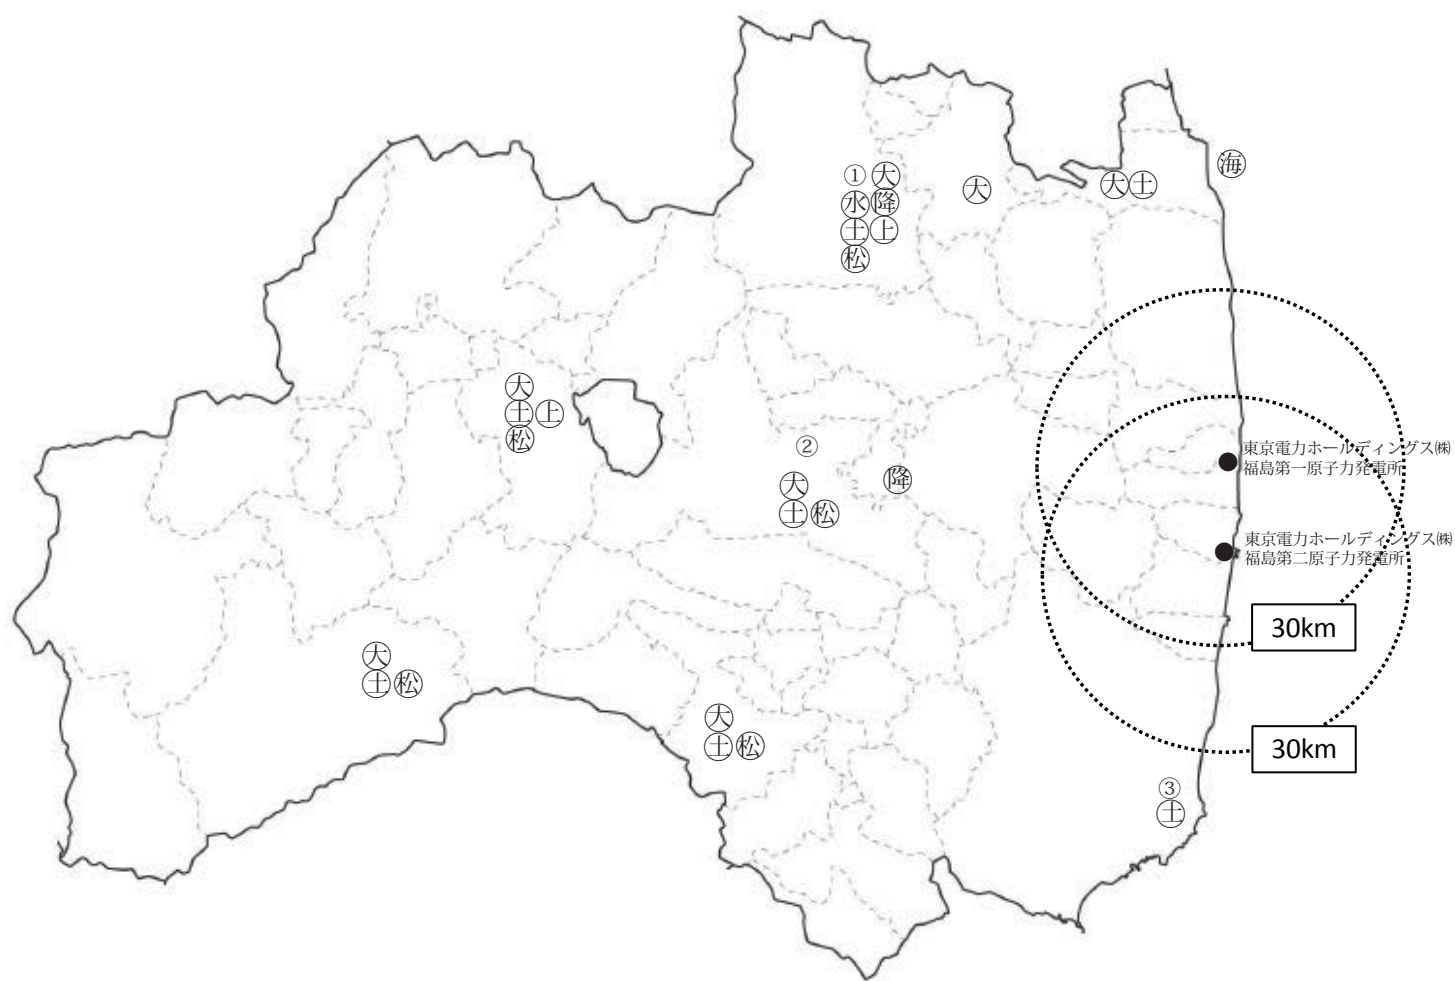 海
①大
水降
土上
松
大
大土
大
土上
松
②
大
土松
降
東京電力ホールディングス㈱
福島第一原子力発電所
東京電力ホールディングス㈱
福島第二原子力発電所
30km
大
土松
大
土松
30km
③
土